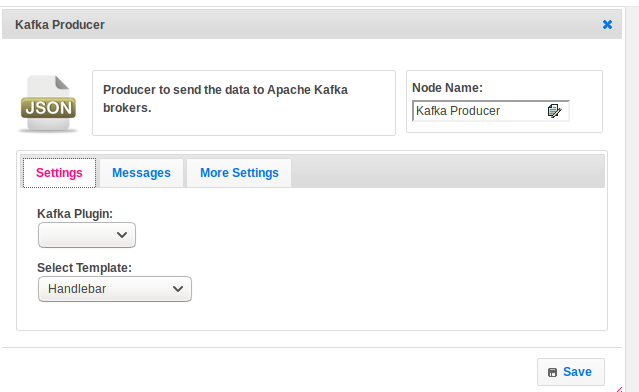 Kafka Producer
JSON
Producer to send the data to Apache Kafka
brokers.
Node Name:
Kafka Producer
Settings
Messages
More Settings
Kafka Plugin:
Select Template:
Handlebar
Save